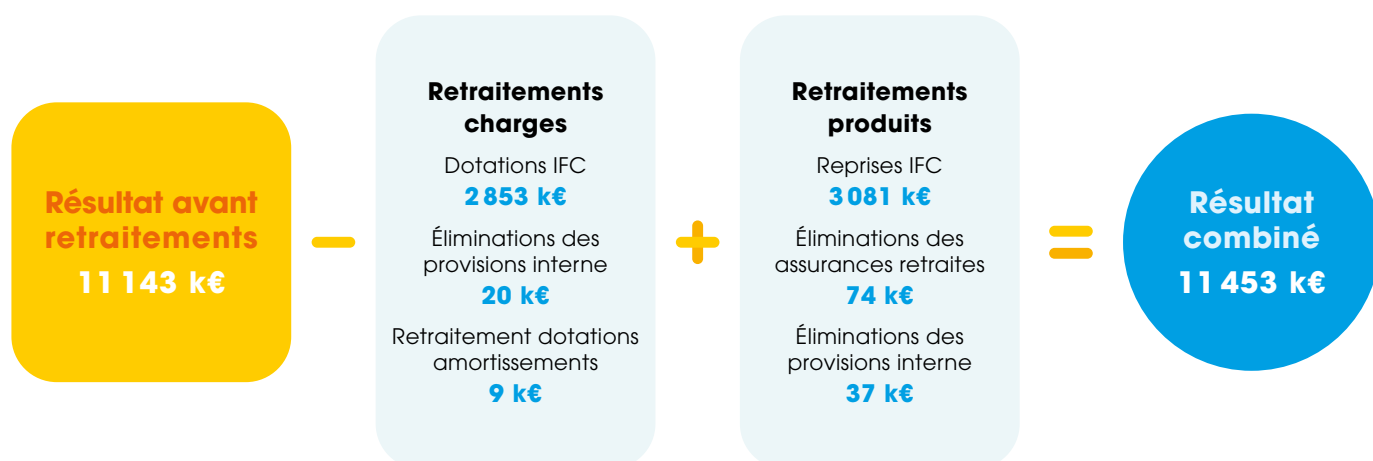 Résultat avant
retraitements
11 143 k€
−
Retraitements
charges
Dotations IFC
2 853 k€
Éliminations des
provisions interne
20 k€
Retraitement dotations
amortissements
9 k€
+
Retraitements
produits
Reprises IFC
3 081 k€
Éliminations des
assurances retraites
74 k€
Éliminations des
provisions interne
37 k€
=
Résultat
combiné
11 453 k€